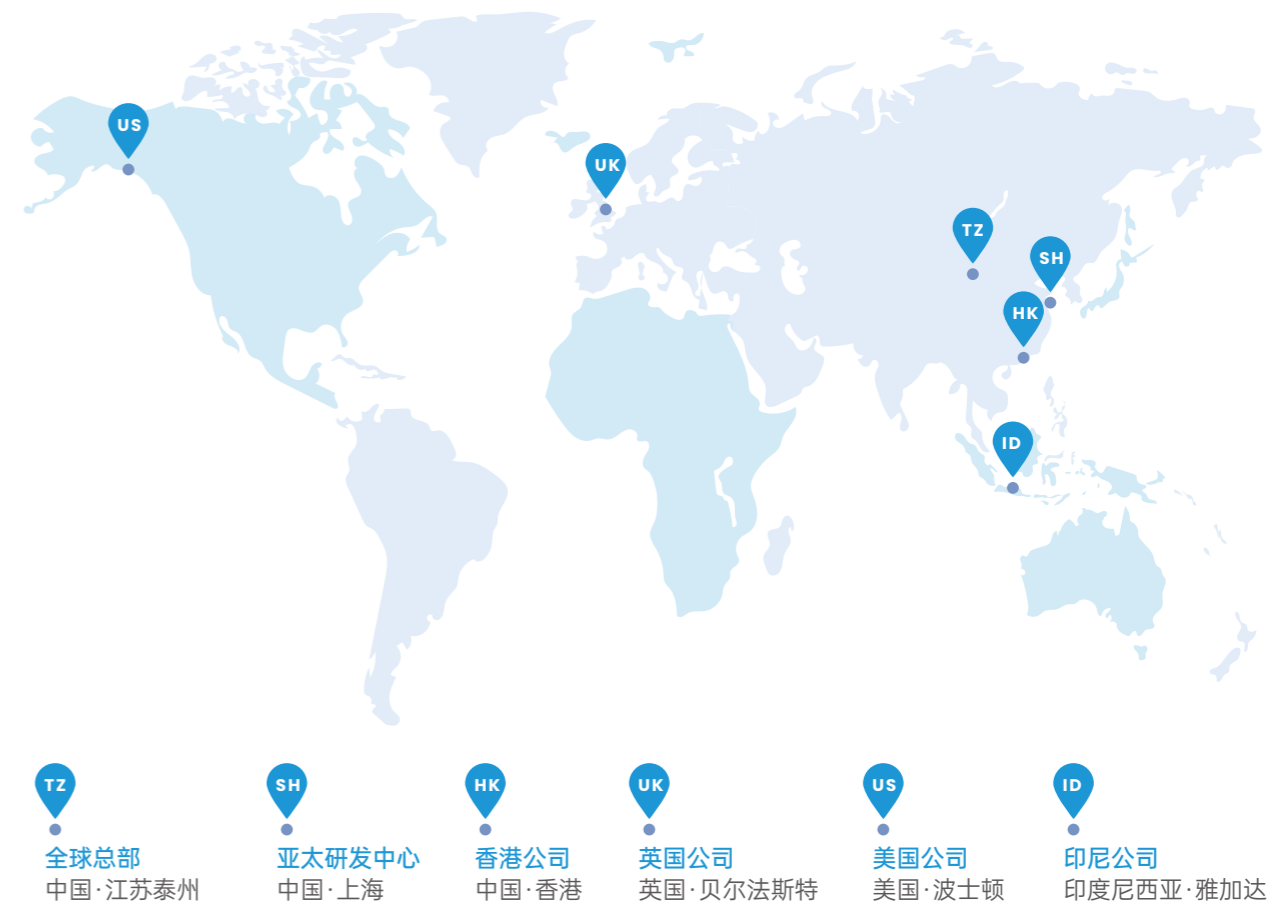 US
UK
TZ
SH
HK
ID
TZ
SH
HK
UK
US
ID
全球总部
亚太研发中心
香港公司
英国公司
美国公司
印尼公司
中国·江苏泰州
中国·上海
中国·香港
英国·贝尔法斯特
美国·波士顿
印度尼西亚·雅加达